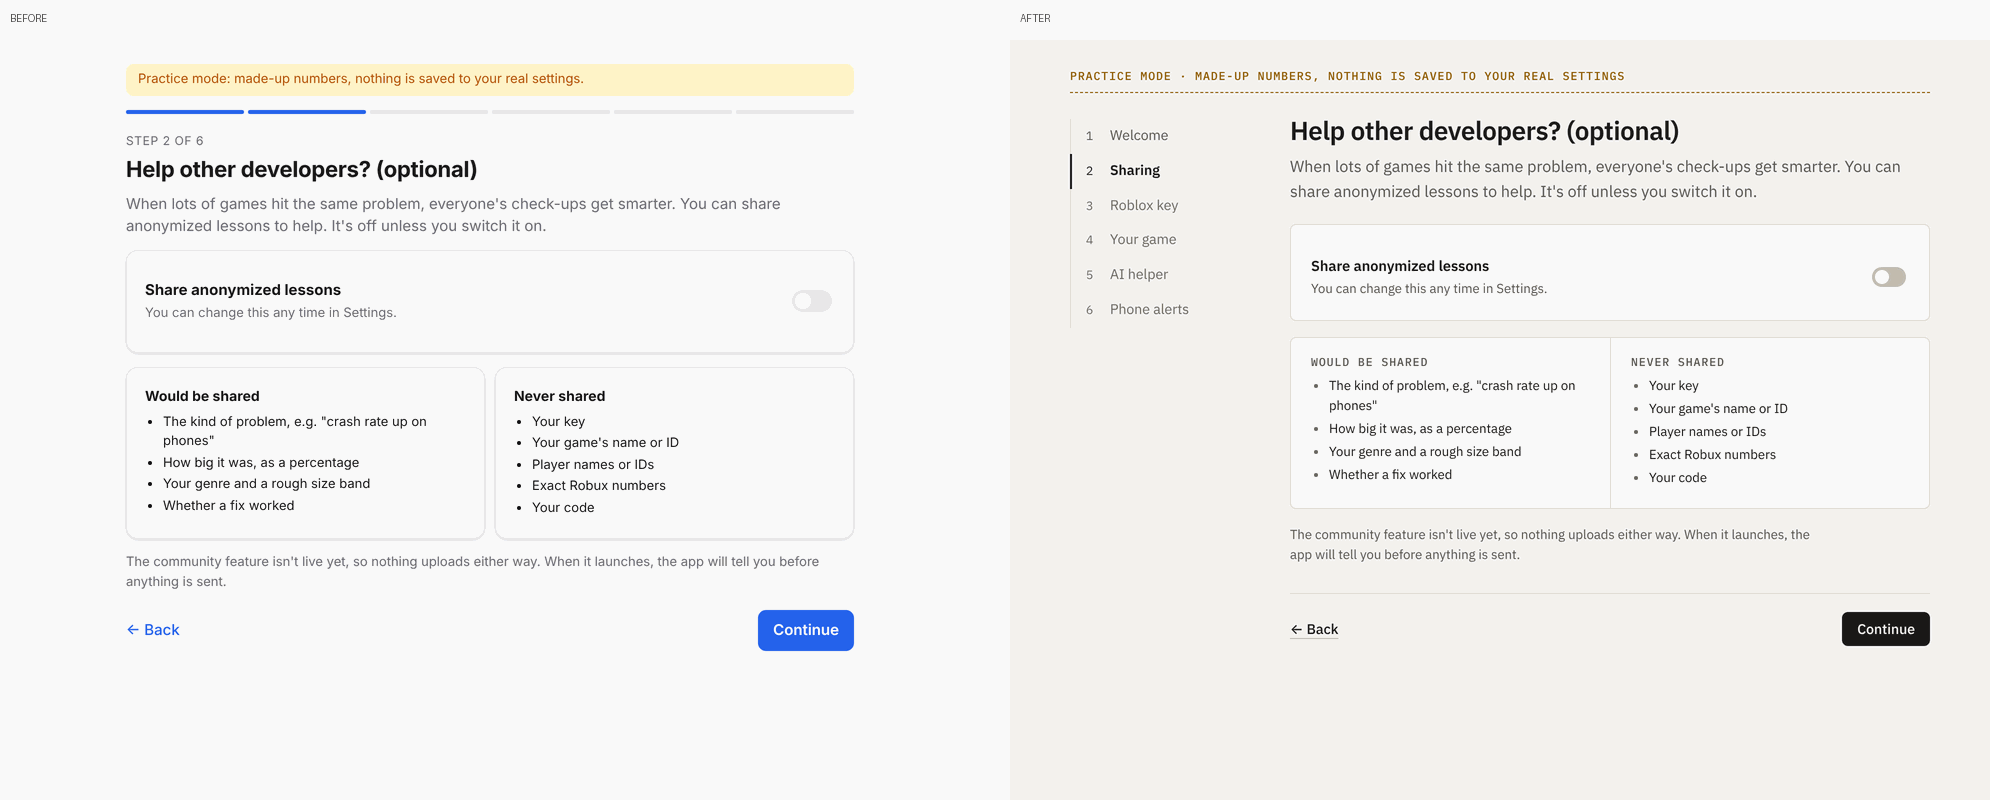 BEFORE
Practice mode: made-up numbers, nothing is saved to your real settings.
STEP 2 OF 6
Help other developers? (optional)
When lots of games hit the same problem, everyone's check-ups get smarter. You can share
anonymized lessons to help. It's off unless you switch it on.
Share anonymized lessons
You can change this any time in Settings.
Would be shared
• The kind of problem, e.g. "crash rate up on
phones"
• How big it was, as a percentage
• Your genre and a rough size band
• Whether a fix worked
Never shared
• Your key
• Your game's name or ID
• Player names or IDs
• Exact Robux numbers
• Your code
The community feature isn't live yet, so nothing uploads either way. When it launches, the app will tell you before
anything is sent.
← Back
Continue
AFTER
PRACTICE MODE · MADE-UP NUMBERS, NOTHING IS SAVED TO YOUR REAL SETTINGS
1 Welcome
2 Sharing
3 Roblox key
4 Your game
5 AI helper
6 Phone alerts
Help other developers? (optional)
When lots of games hit the same problem, everyone's check-ups get smarter. You can
share anonymized lessons to help. It's off unless you switch it on.
Share anonymized lessons
You can change this any time in Settings.
WOULD BE SHARED
• The kind of problem, e.g. "crash rate up on
phones"
• How big it was, as a percentage
• Your genre and a rough size band
• Whether a fix worked
NEVER SHARED
• Your key
• Your game's name or ID
• Player names or IDs
• Exact Robux numbers
• Your code
The community feature isn't live yet, so nothing uploads either way. When it launches, the
app will tell you before anything is sent.
← Back
Continue